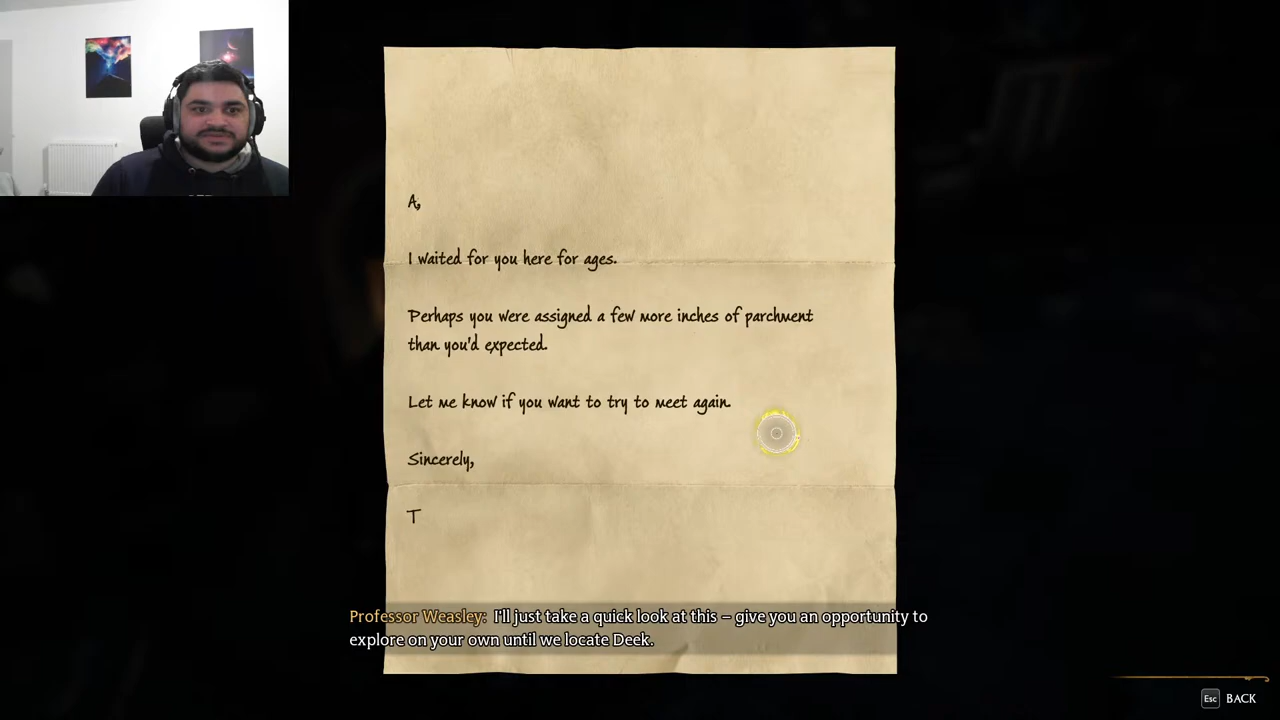 A,
I waited for you here for ages.
Perhaps you were assigned a few more inches of parchment
than you'd expected.
Let me know if you want to try to meet again.
Sincerely,
T
Professor Weasley: I'll just take a quick look at this – give you an opportunity to
explore on your own until we locate Deek.
Esc BACK